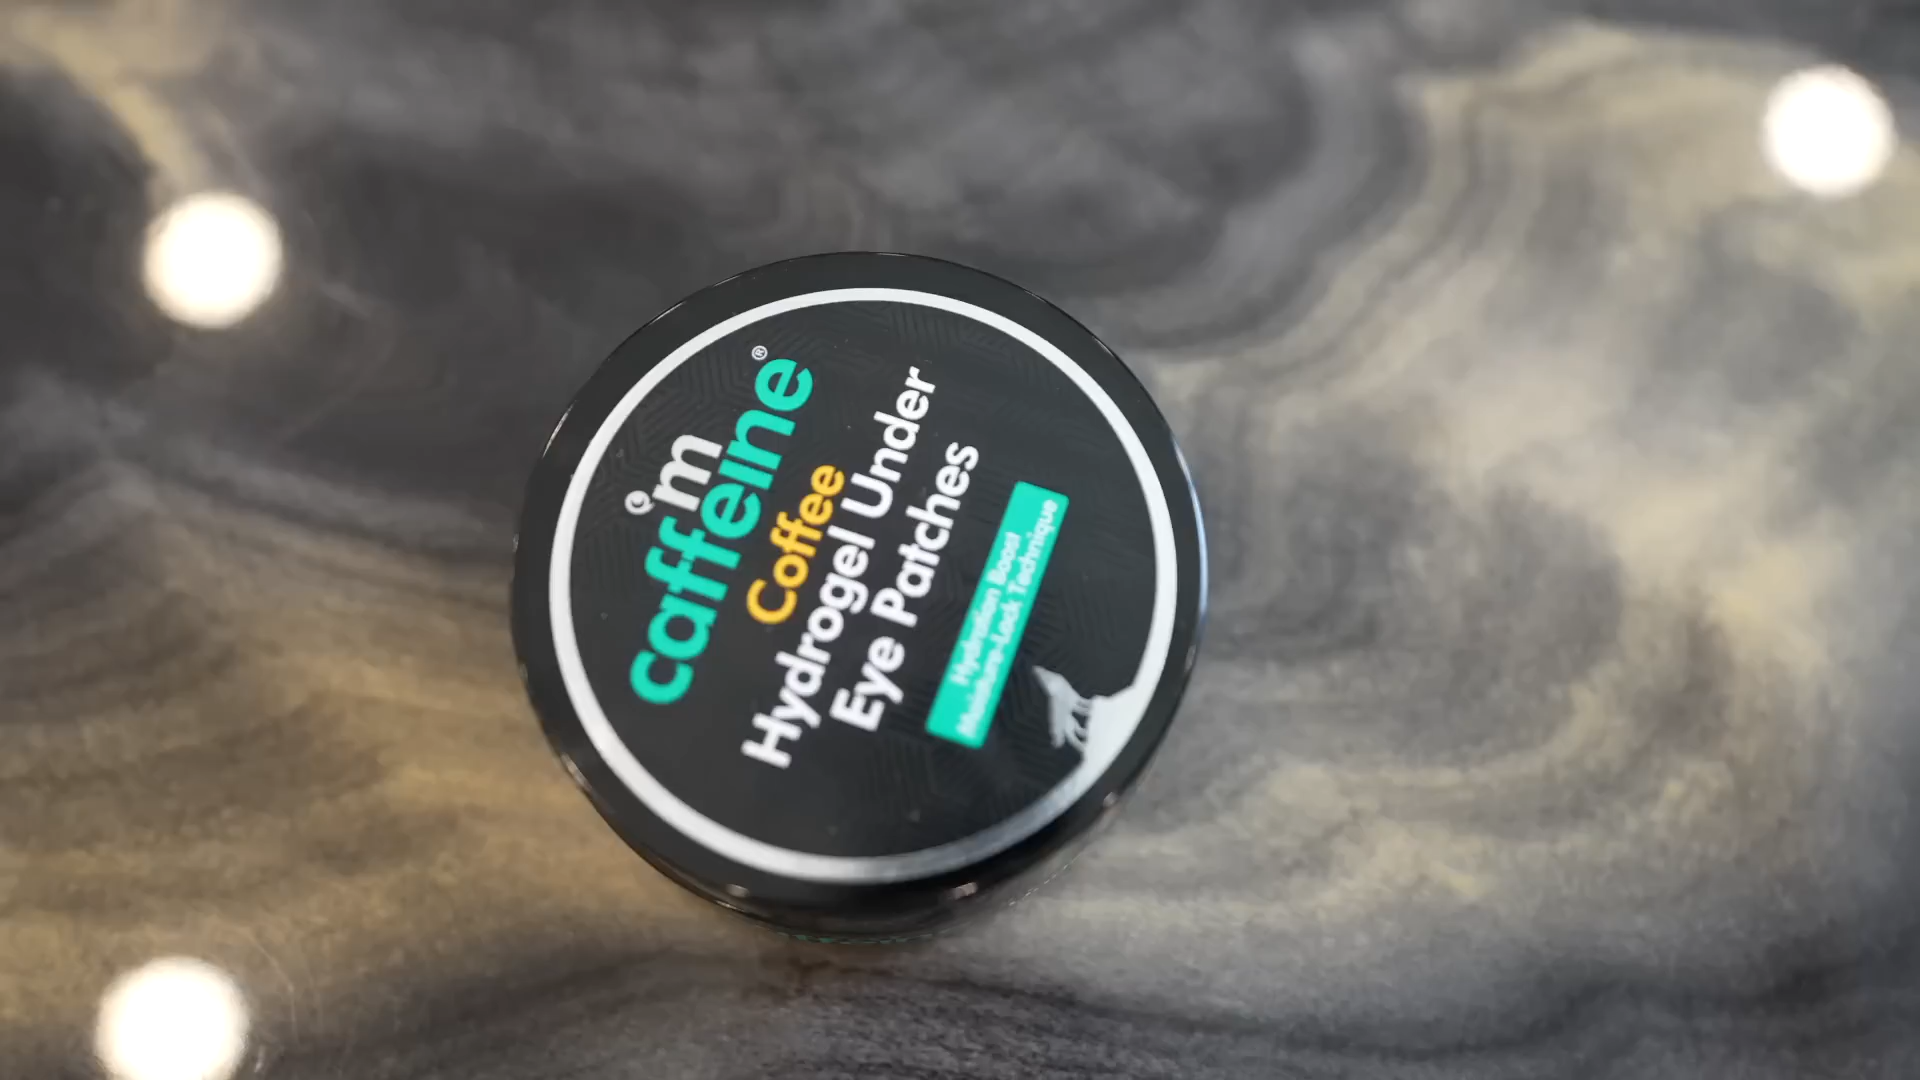 i'm
caffeine®
Coffee
Hydrogel Under
Eye Patches
Hydration Boost
Moisture-Lock Technique